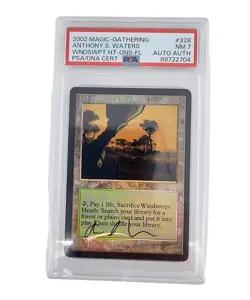 2002 MAGIC-GATHERING #328
ANTHONY S. WATERS NM 7
WNDSWPT HT-ONS-FL AUTO AUTH
PSA/DNA CERT 89722704
Windswept Heath
, Pay 1 life, Sacrifice Windswept
Heath: Search your library for a
forest or plains card and put it into
play. Then shuffle your library.